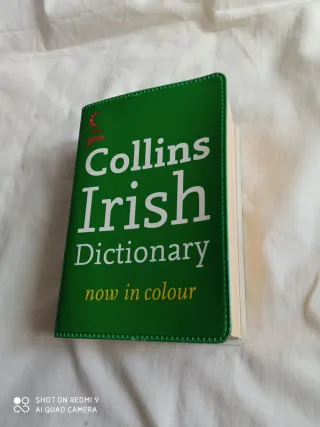 gem
Collins
Irish
Dictionary
now in colour
SHOT ON REDMI 9
AI QUAD CAMERA